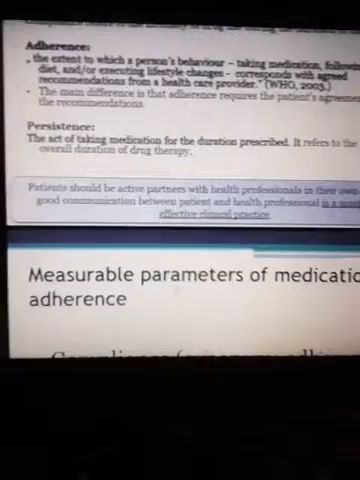 Adherence:
the extent to which a person's behaviour – taking medication, followin
diet, and/or executing lifestyle changes - corresponds with agreed
recommendations from a health care provider." (WHO, 2003.)
• The main difference is that adherence requires the patient's agreeme
the recommendations.
Persistence:
The act of taking medication for the duration prescribed. It refers to the
overall duration of drug therapy.
Patients should be active partners with health professionals in their own
good communication between patient and health professional is a
effective clinical practice
Measurable parameters of medicatio
adherence